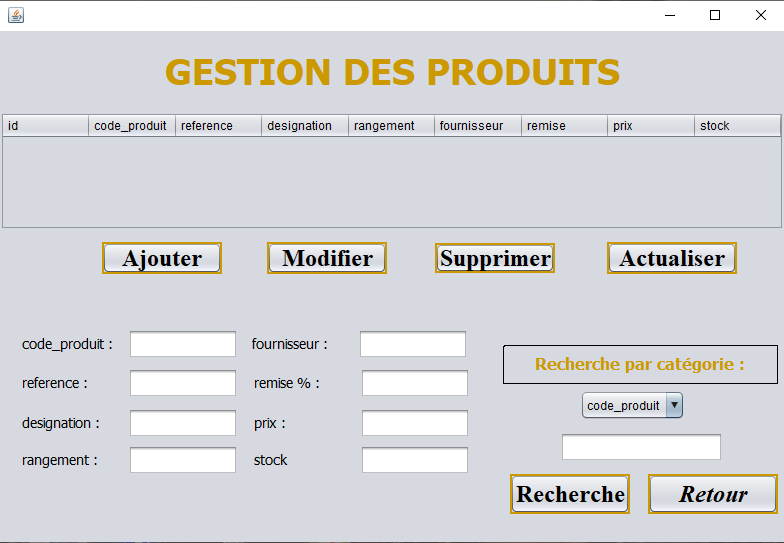 GESTION DES PRODUITS
id code_produit reference designation rangement fournisseur remise prix stock
Ajouter Modifier Supprimer Actualiser
code_produit : fournisseur :
reference : remise % :
designation : prix :
rangement : stock
Recherche par catégorie :
code_produit
Recherche Retour